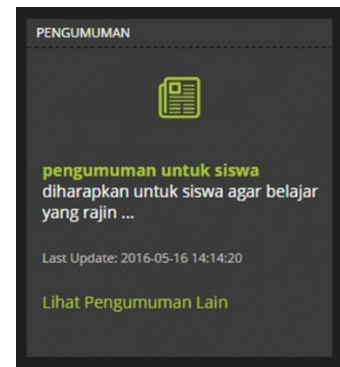 PENGUMUMAN
pengumuman untuk siswa
diharapkan untuk siswa agar belajar
yang rajin ...
Last Update: 2016-05-16 14:14:20
Lihat Pengumuman Lain